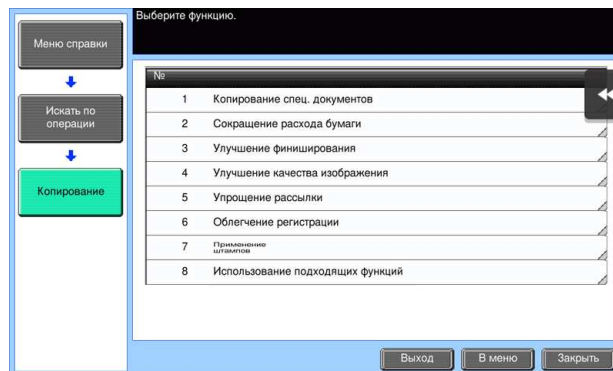 Выберите функцию.
Меню справки
Искать по
операции
Копирование
№
1 Копирование спец. документов
2 Сокращение расхода бумаги
3 Улучшение финиширования
4 Улучшение качества изображения
5 Упрощение рассылки
6 Облегчение регистрации
7 Применение
штампов
8 Использование подходящих функций
Выход
В меню
Закрыть